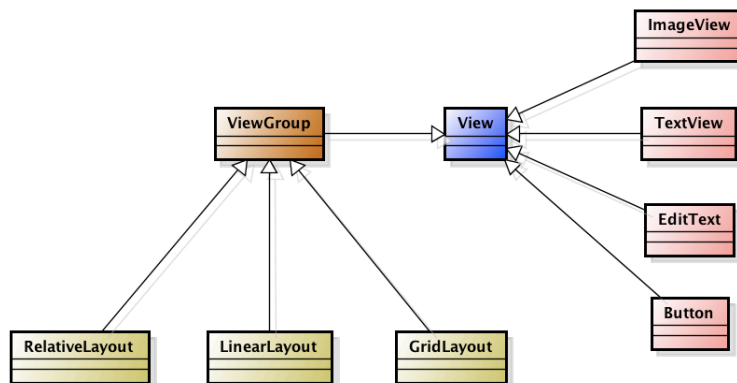 ImageView
ViewGroup
View
TextView
EditText
Button
RelativeLayout
LinearLayout
GridLayout